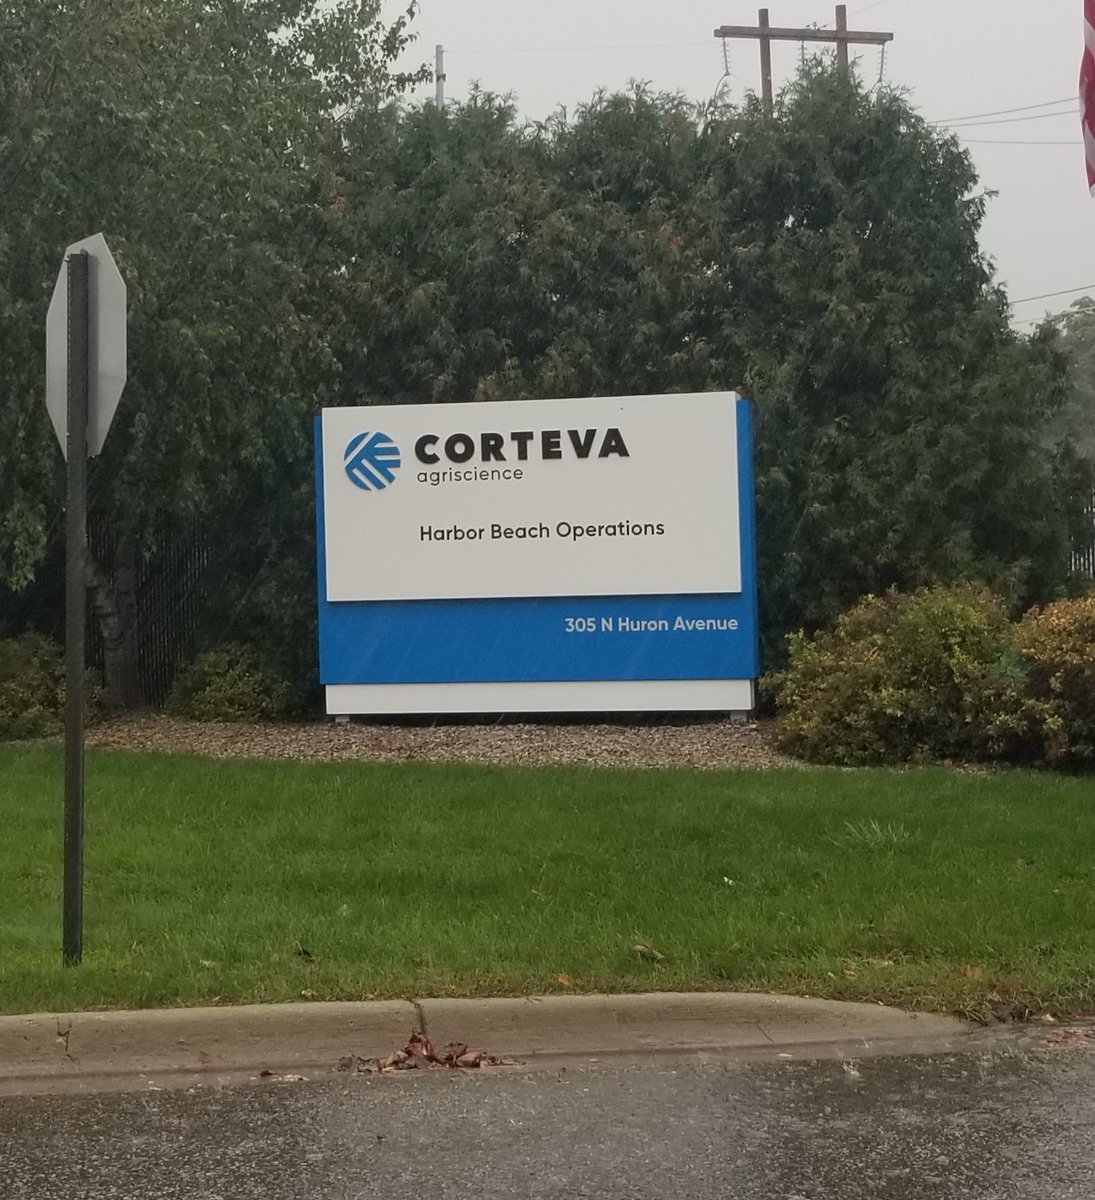 CORTEVA
agriscience
Harbor Beach Operations
305 N Huron Avenue